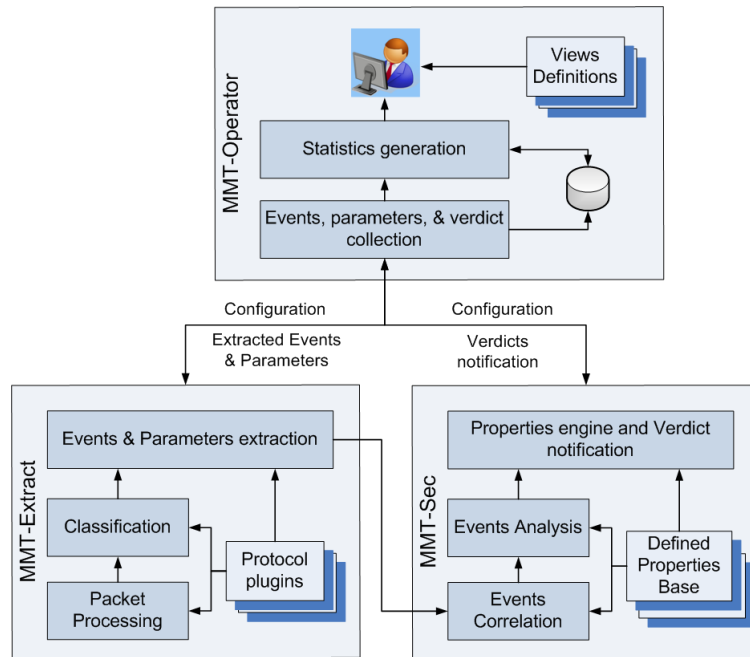 MMT-Operator
Views
Definitions
Statistics generation
Events, parameters, & verdict
collection
Configuration
Extracted Events
& Parameters
Configuration
Verdicts
notification
MMT-Extract
Events & Parameters extraction
Classification
Protocol
plugins
Packet
Processing
MMT-Sec
Properties engine and Verdict
notification
Events Analysis
Defined
Properties
Base
Events
Correlation